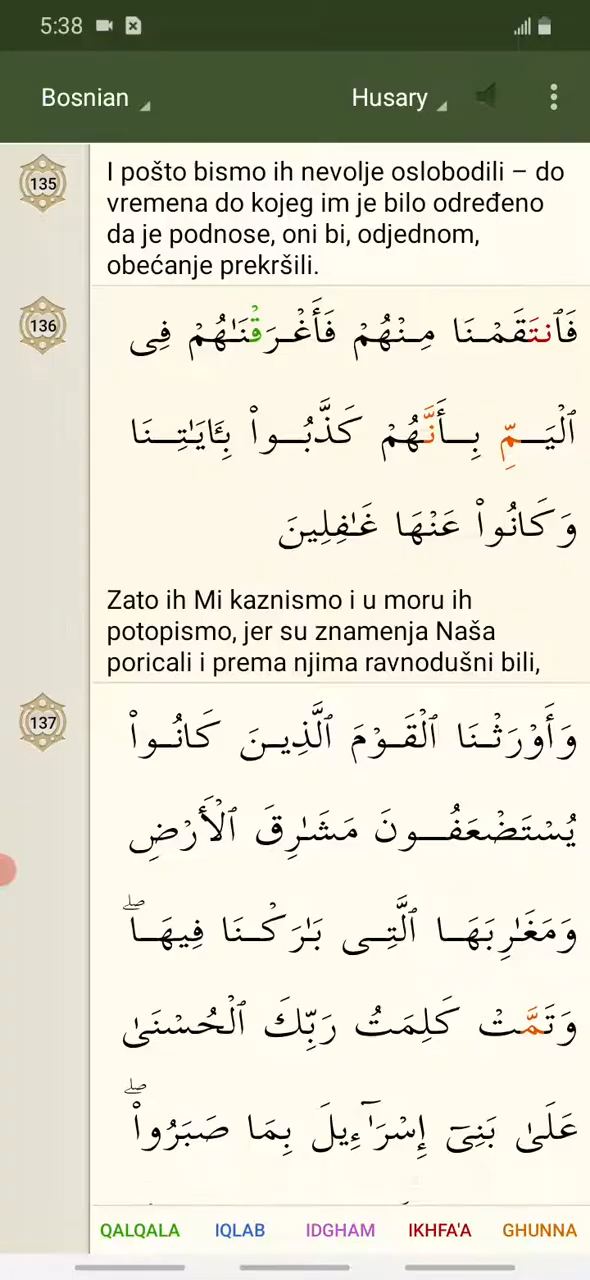 5:38
Bosnian
Husary
135
I pošto bismo ih nevolje oslobodili – do
vremena do kojeg im je bilo određeno
da je podnose, oni bi, odjednom,
obećanje prekršili.
136
فَٱنتَقَمْنَا مِنْهُمْ فَأَغْرَقْنَـٰهُمْ فِى
ٱلْيَمِّ بِأَنَّهُمْ كَذَّبُوا۟ بِـَٔايَـٰتِنَا
وَكَانُوا۟ عَنْهَا غَـٰفِلِينَ
Zato ih Mi kaznismo i u moru ih
potopismo, jer su znamenja Naša
poricali i prema njima ravnodušni bili,
137
وَأَوْرَثْنَا ٱلْقَوْمَ ٱلَّذِينَ كَانُوا۟
يُسْتَضْعَفُونَ مَشَـٰرِقَ ٱلْأَرْضِ
وَمَغَـٰرِبَهَا ٱلَّتِى بَـٰرَكْنَا فِيهَا ۖ
وَتَمَّتْ كَلِمَتُ رَبِّكَ ٱلْحُسْنَىٰ
عَلَىٰ بَنِىٓ إِسْرَٰٓءِيلَ بِمَا صَبَرُوا۟ ۖ
QALQALA IQLAB IDGHAM IKHFA'A GHUNNA